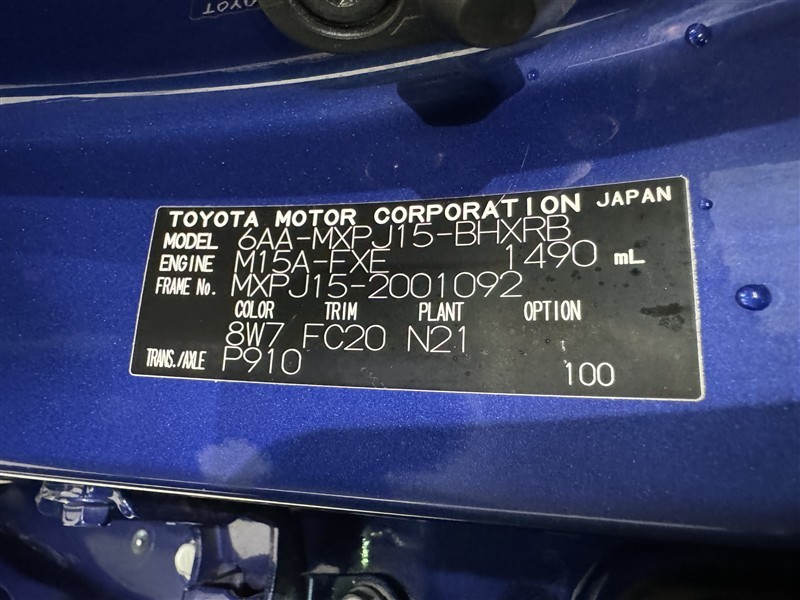 TOYOTA MOTOR CORPORATION JAPAN
MODEL 6AA-MXPJ15-BHXRB
ENGINE M15A-FXE 1490 mL
FRAME No. MXPJ15-2001092
COLOR TRIM PLANT OPTION
8W7 FC20 N21
TRANS./AXLE P910 100